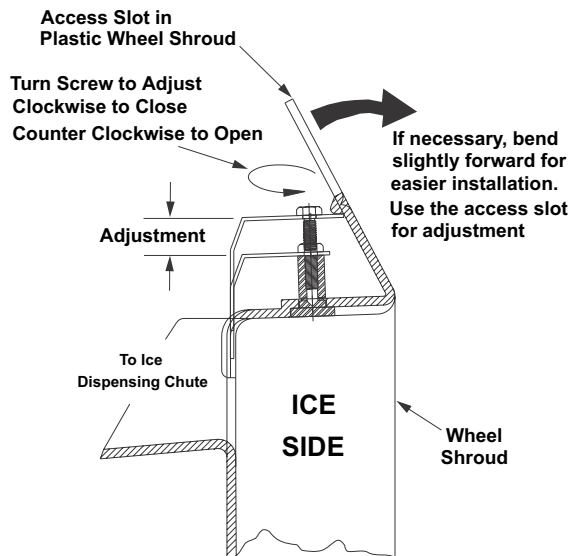 Access Slot in
Plastic Wheel Shroud
Turn Screw to Adjust
Clockwise to Close
Counter Clockwise to Open
If necessary, bend
slightly forward for
easier installation.
Use the access slot
for adjustment
Adjustment
To Ice
Dispensing Chute
ICE
SIDE
Wheel
Shroud